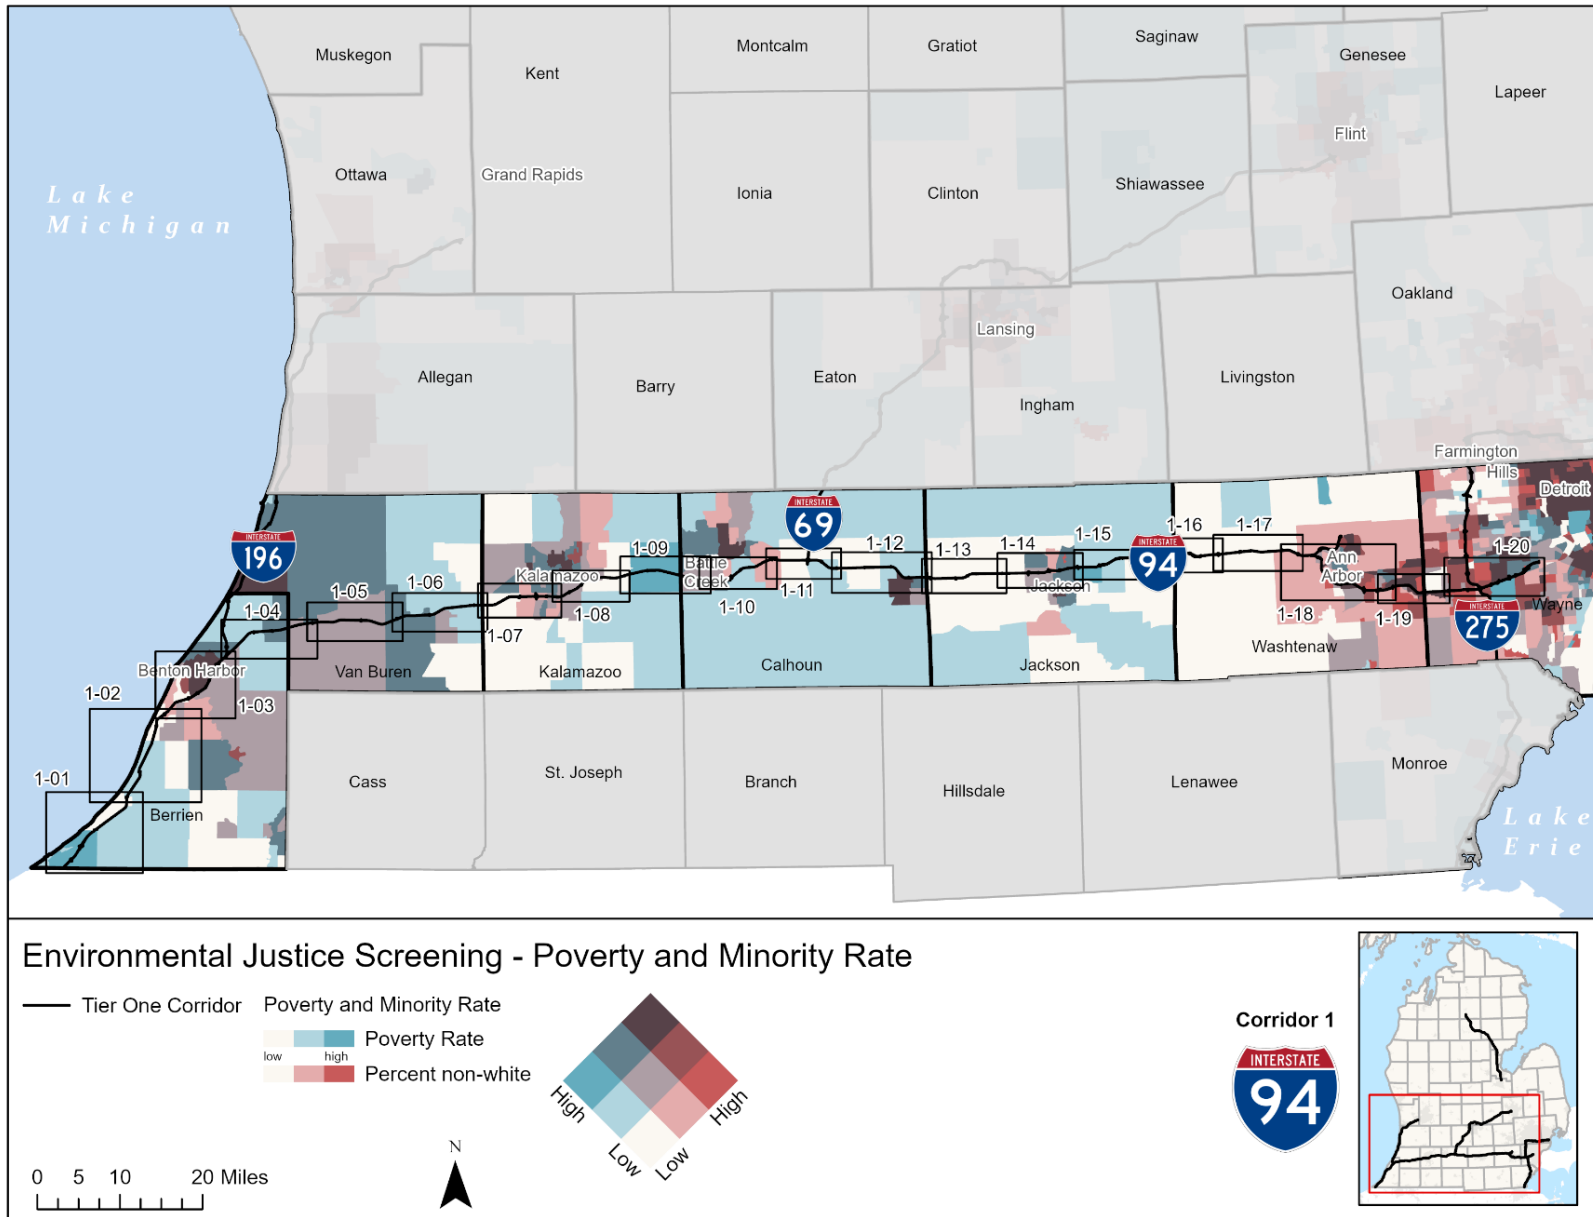 Muskegon
Kent
Montcalm
Gratiot
Saginaw
Genesee
Lapeer
Flint
Lake
Michigan
Ottawa
Grand Rapids
Ionia
Clinton
Shiawassee
Oakland
Lansing
Allegan
Barry
Eaton
Ingham
Livingston
Farmington
Hills
Detroit
INTERSTATE
196
INTERSTATE
69
INTERSTATE
94
INTERSTATE
275
1-01
1-02
1-03
1-04
1-05
1-06
1-07
1-08
1-09
1-10
1-11
1-12
1-13
1-14
1-15
1-16
1-17
1-18
1-19
1-20
Kalamazoo
Battle
Creek
Jackson
Ann
Arbor
Wayne
Benton Harbor
Van Buren
Kalamazoo
Calhoun
Jackson
Washtenaw
Berrien
Cass
St. Joseph
Branch
Hillsdale
Lenawee
Monroe
Lake
Erie
Environmental Justice Screening - Poverty and Minority Rate
Tier One Corridor
Poverty and Minority Rate
Poverty Rate
low
high
Percent non-white
High
Low
Low
High
0 5 10 20 Miles
N
Corridor 1
INTERSTATE
94